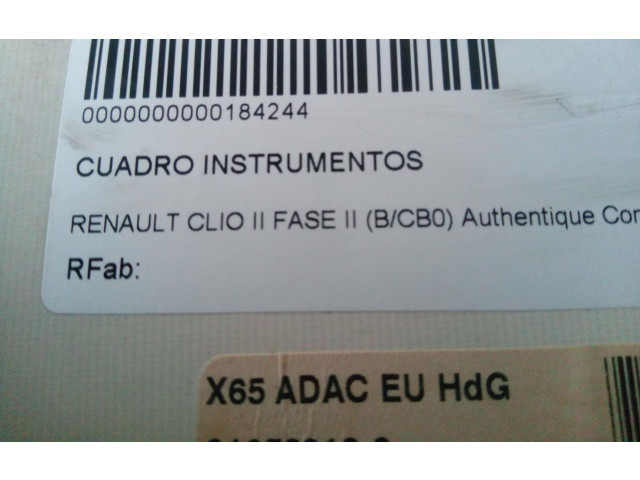 0000000000184244
CUADRO INSTRUMENTOS
RENAULT CLIO II FASE II (B/CB0) Authentique
RFab:
X65 ADAC EU HdG